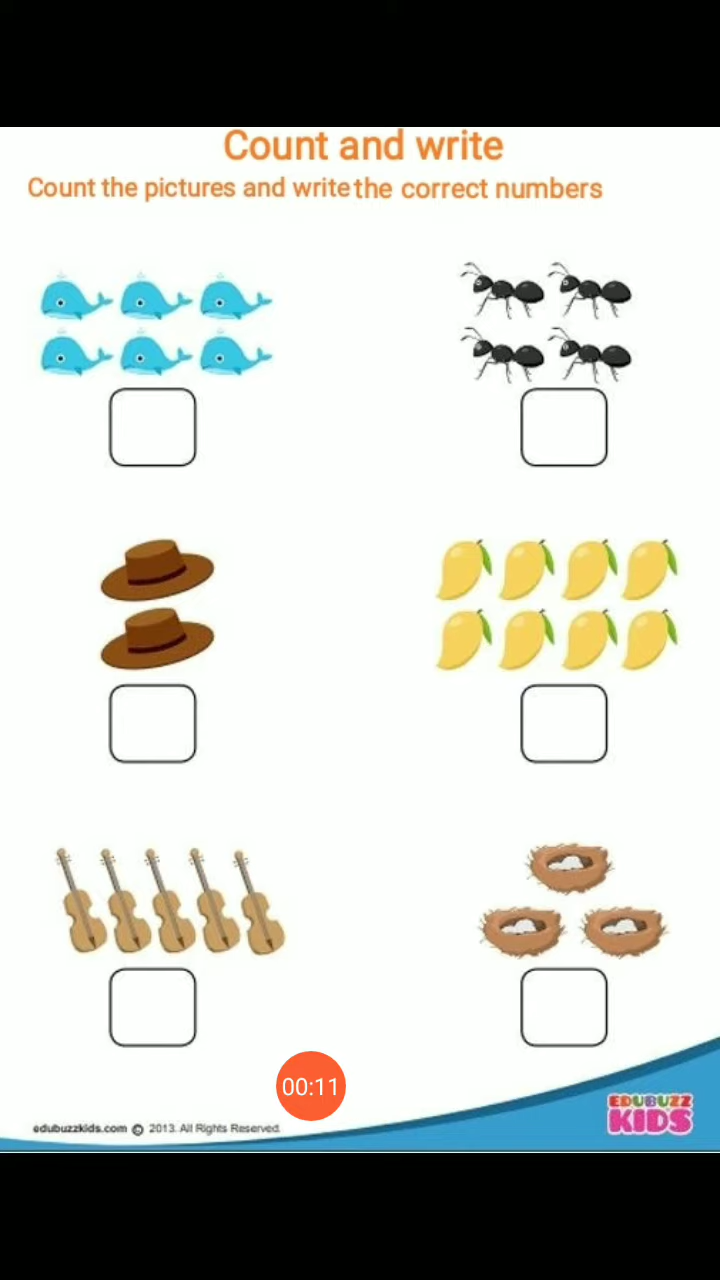 Count and write
Count the pictures and write the correct numbers
00:11
EDUBUZZ
KIDS
edubuzzkids.com © 2013. All Rights Reserved.